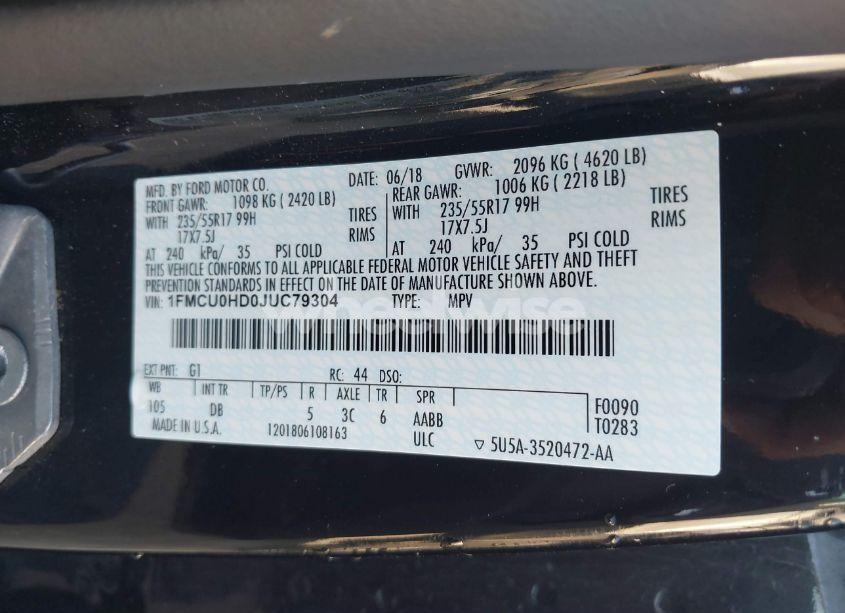 MFD. BY FORD MOTOR CO.
DATE: 06/18 GVWR: 2096 KG ( 4620 LB)
FRONT GAWR: 1098 KG ( 2420 LB)
REAR GAWR: 1006 KG ( 2218 LB)
WITH 235/55R17 99H TIRES
17X7.5J RIMS
WITH 235/55R17 99H TIRES
17X7.5J RIMS
AT 240 kPa/ 35 PSI COLD
AT 240 kPa/ 35 PSI COLD
THIS VEHICLE CONFORMS TO ALL APPLICABLE FEDERAL MOTOR VEHICLE SAFETY AND THEFT
PREVENTION STANDARDS IN EFFECT ON THE DATE OF MANUFACTURE SHOWN ABOVE.
VIN: 1FMCU0HD0JUC79304 TYPE: MPV
wheelwise
EXT PNT: G1 RC: 44 DSO:
WB INT TR TP/PS R AXLE TR SPR
105 DB 5 3C 6 AABB
F0090
T0283
MADE IN U.S.A. 1201806108163 ULC ▽ 5U5A-3520472-AA